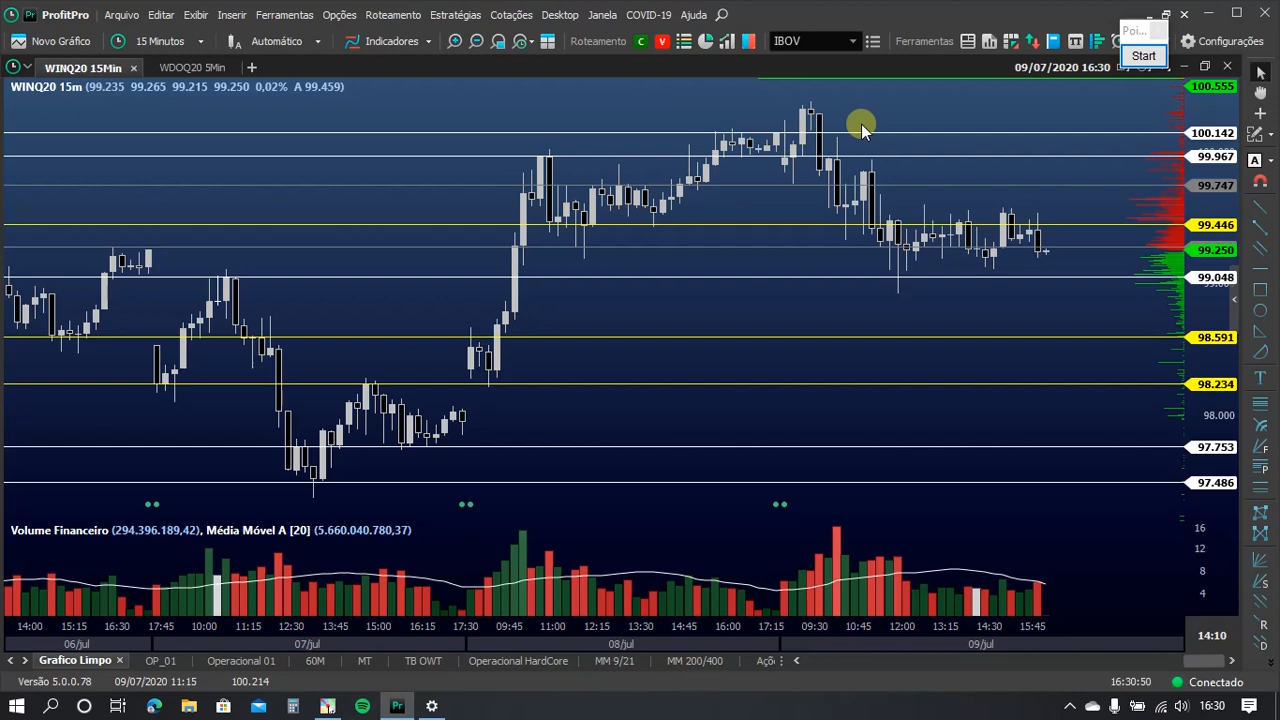 ProfitPro
Arquivo Editar Exibir Inserir Ferramentas Opções Roteamento Estratégias Cotações Desktop Janela COVID-19 Ajuda
Poi...
Novo Gráfico 15 Minutos Automático Indicadores Roteamento C V IBOV Ferramentas Start Configurações
WINQ20 15Min WDOQ20 5Min
09/07/2020 16:30
WINQ20 15m (99.235 99.265 99.215 99.250 0,02% A 99.459)
100.555
100.142
99.967
99.747
99.446
99.250
99.048
98.591
98.234
98.000
97.753
97.486
Volume Financeiro (294.396.189,42), Média Móvel A [20] (5.660.040.780,37)
16
12
8
4
14:00 15:15 16:30 17:45 10:00 11:15 12:30 13:45 15:00 16:15 17:30 09:45 11:00 12:15 13:30 14:45 16:00 17:15 09:30 10:45 12:00 13:15 14:30 15:45
14:10
06/jul 07/jul 08/jul 09/jul
Grafico Limpo OP_01 Operacional 01 60M MT TB OWT Operacional HardCore MM 9/21 MM 200/400 Açõ
Versão 5.0.0.78 09/07/2020 11:15 100.214 16:30:50 Conectado
16:30